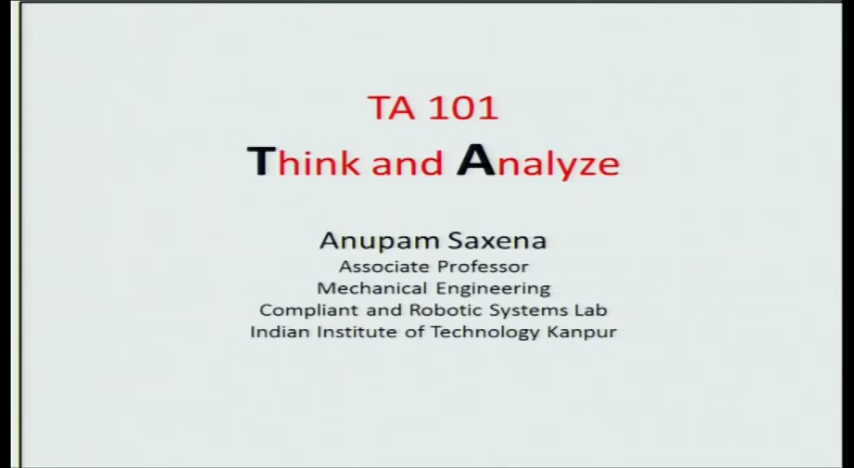 TA 101
Think and Analyze
Anupam Saxena
Associate Professor
Mechanical Engineering
Compliant and Robotic Systems Lab
Indian Institute of Technology Kanpur